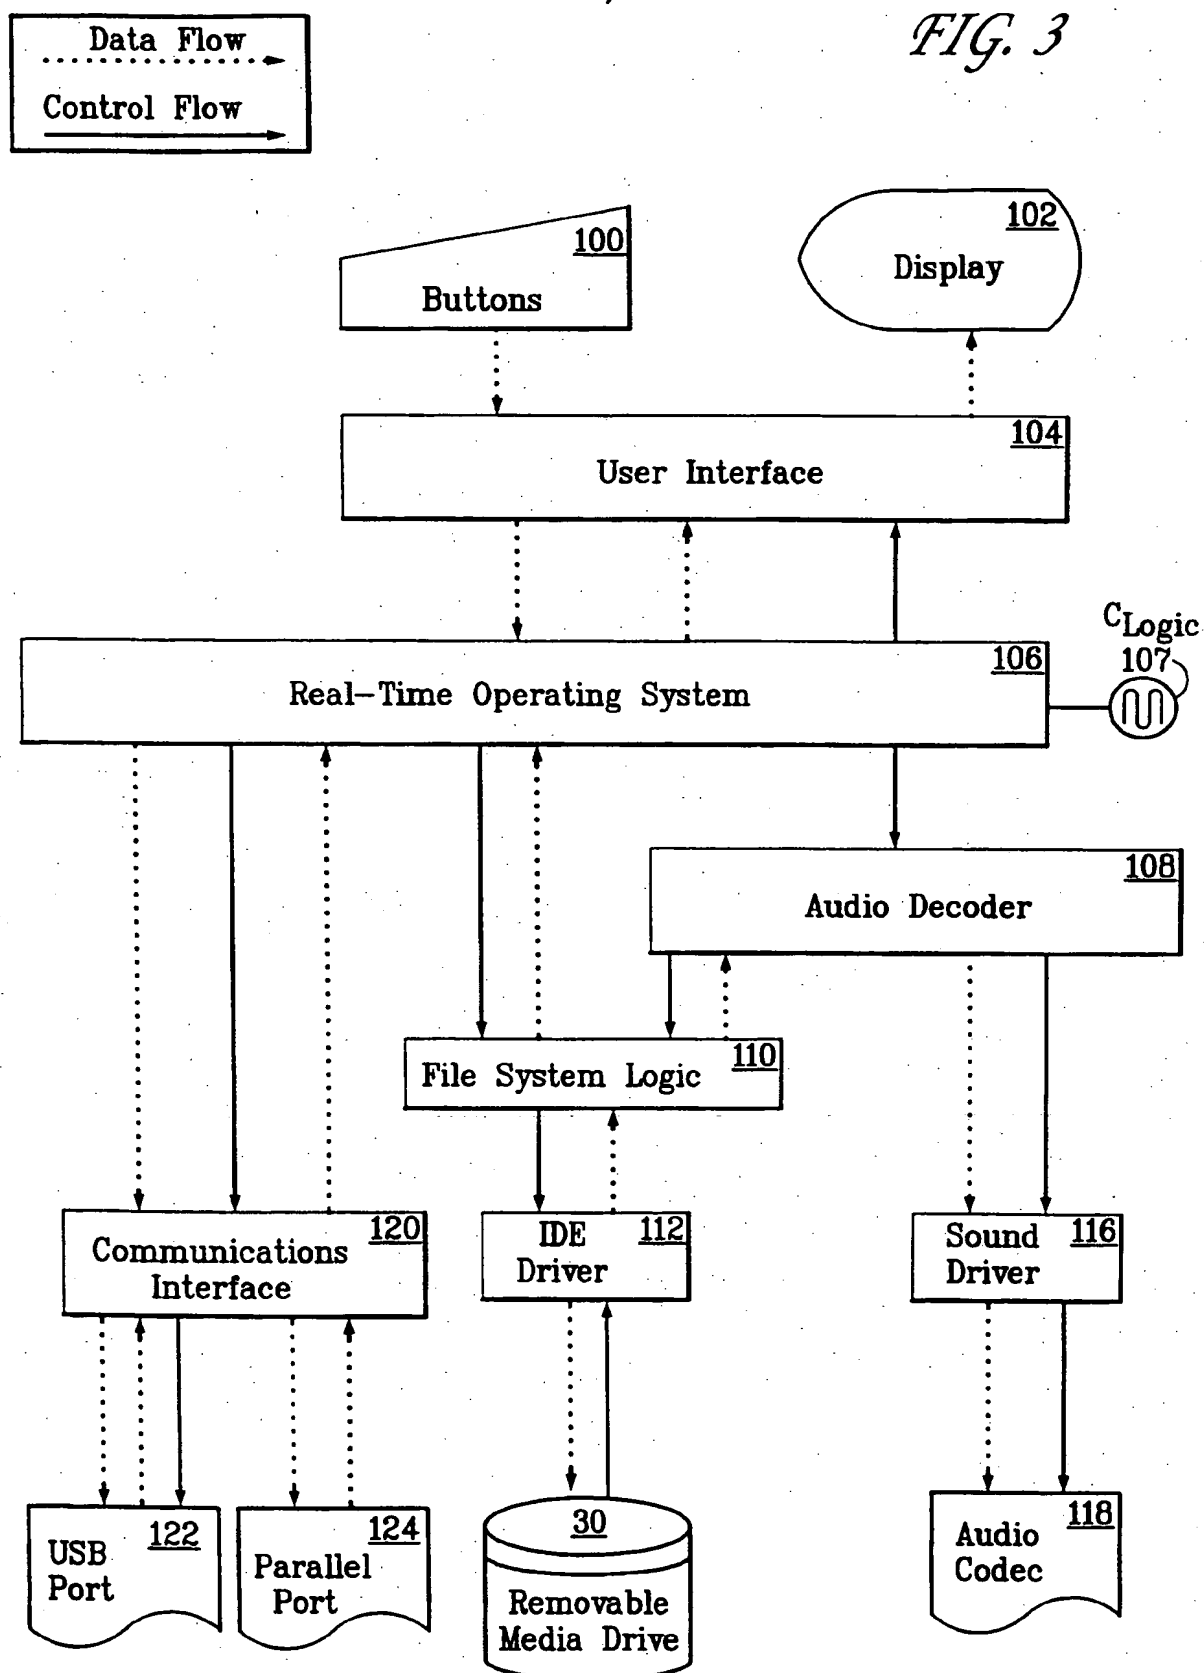 FIG. 3
Data Flow
Control Flow
100
Buttons
102
Display
104
User Interface
CLogic
107
106
Real-Time Operating System
108
Audio Decoder
110
File System Logic
120
Communications
Interface
112
IDE
Driver
116
Sound
Driver
122
USB
Port
124
Parallel
Port
30
Removable
Media Drive
118
Audio
Codec